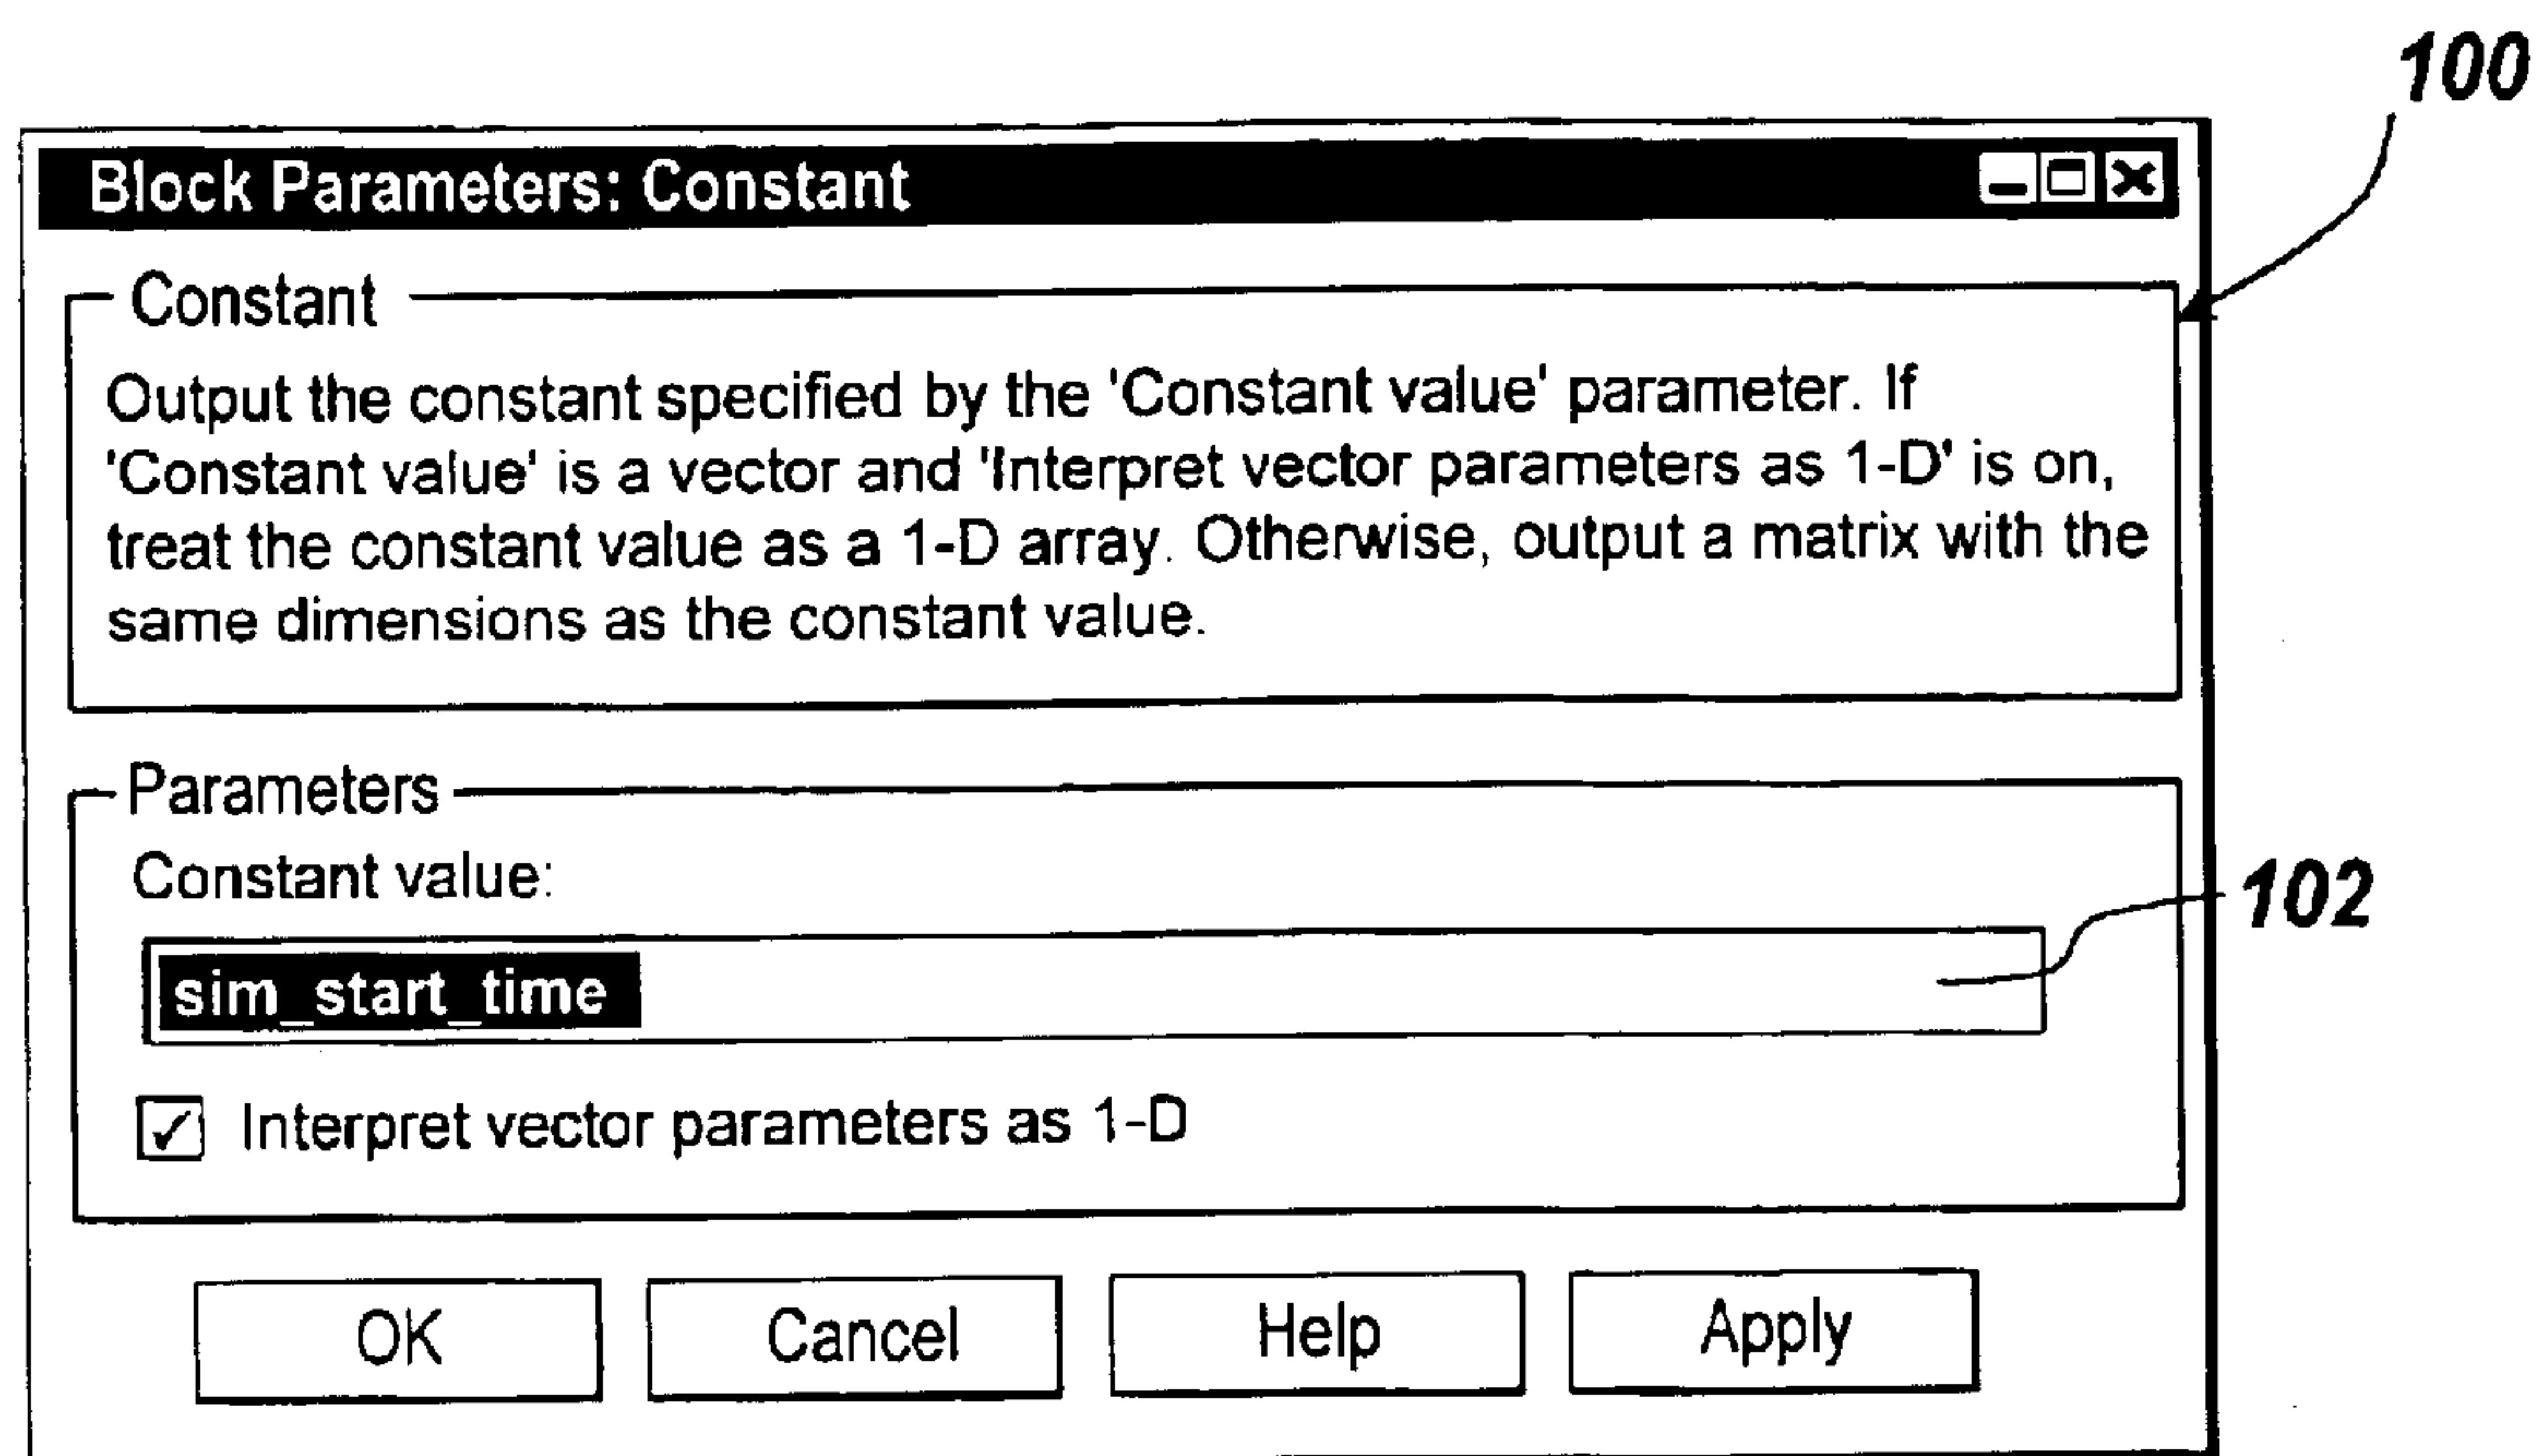 100
Block Parameters: Constant
Constant
Output the constant specified by the 'Constant value' parameter. If
'Constant value' is a vector and 'Interpret vector parameters as 1-D' is on,
treat the constant value as a 1-D array. Otherwise, output a matrix with the
same dimensions as the constant value.
Parameters
Constant value:
102
sim_start_time
Interpret vector parameters as 1-D
OK Cancel Help Apply